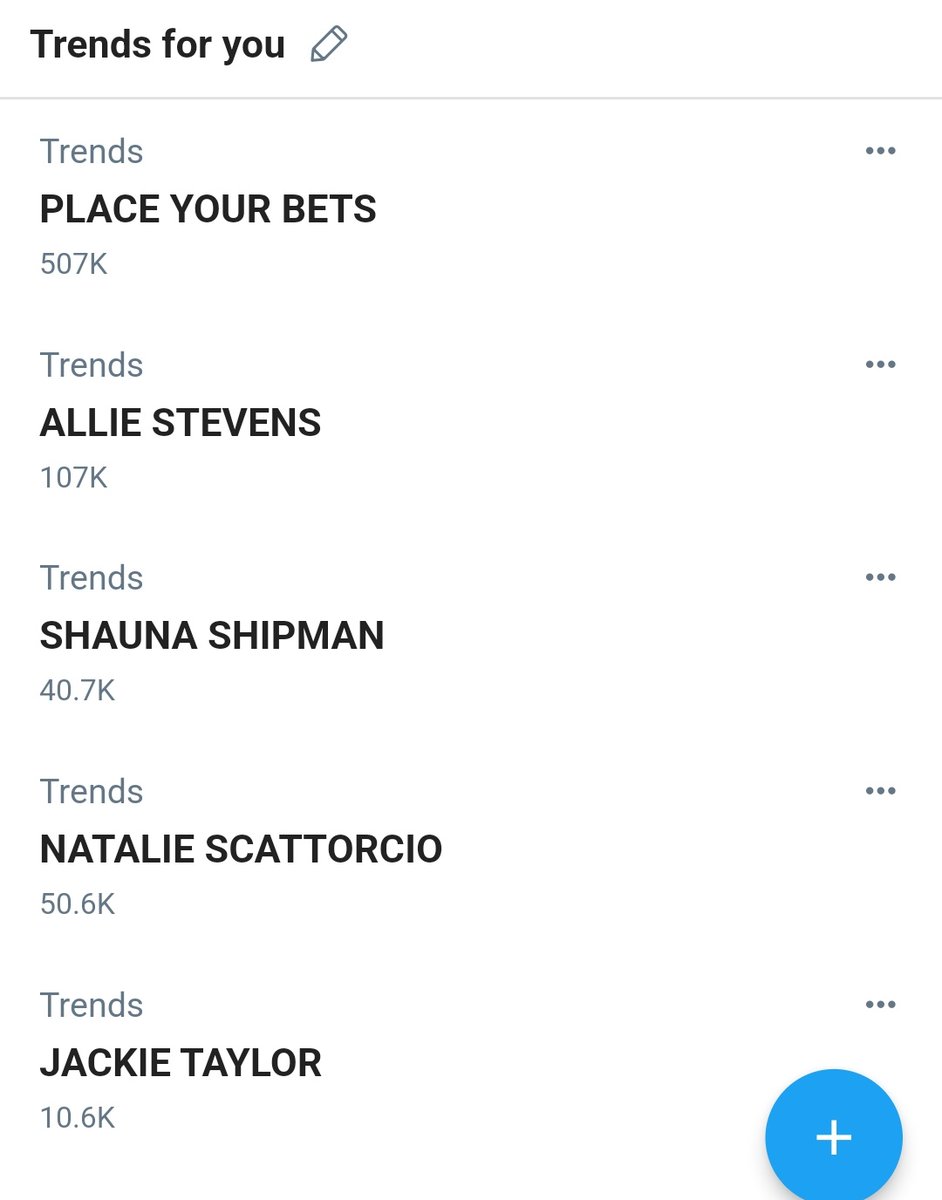 Trends for you
Trends
PLACE YOUR BETS
507K
Trends
ALLIE STEVENS
107K
Trends
SHAUNA SHIPMAN
40.7K
Trends
NATALIE SCATTORCIO
50.6K
Trends
JACKIE TAYLOR
10.6K